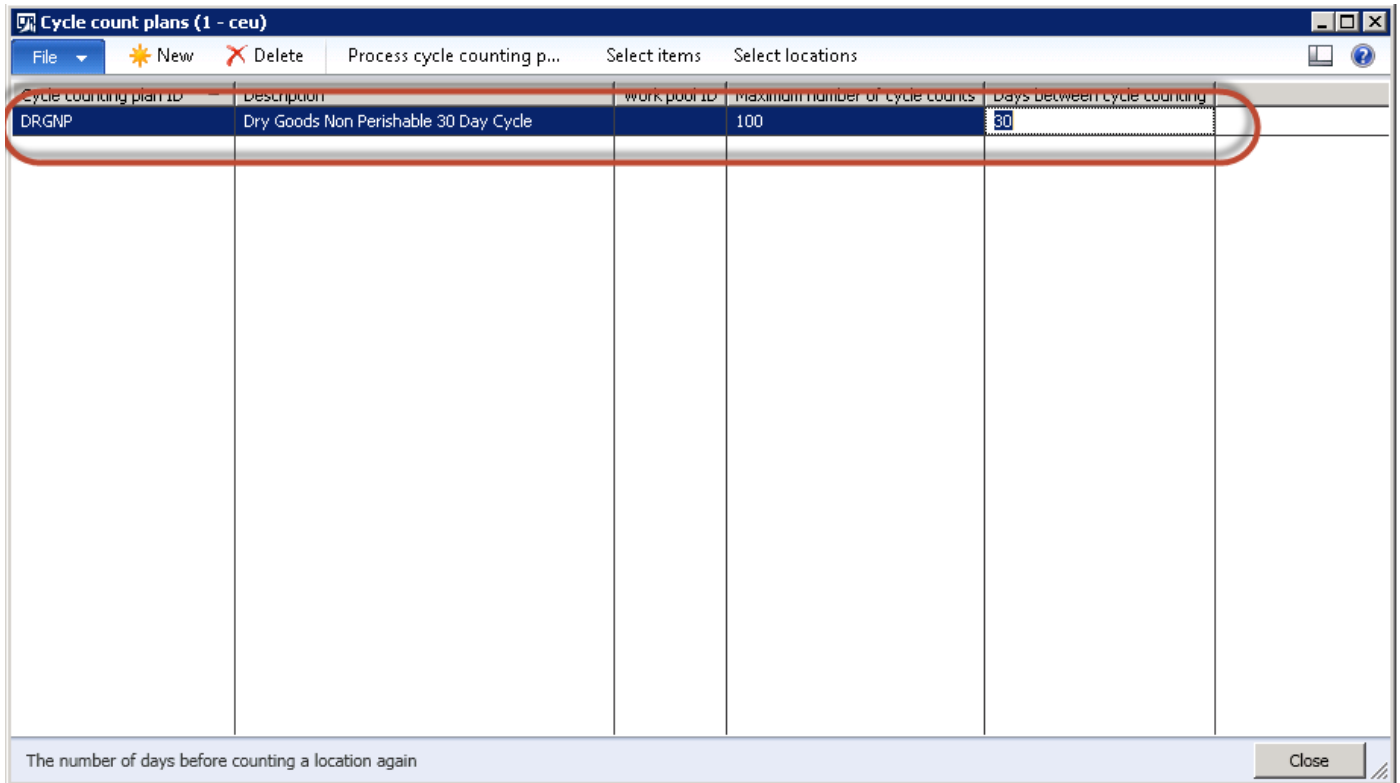 Cycle count plans (1 - ceu)
File New Delete Process cycle counting p... Select items Select locations
Cycle counting plan ID Description Work pool ID Maximum number of cycle counts Days between cycle counting
DRGNP Dry Goods Non Perishable 30 Day Cycle 100 30
The number of days before counting a location again Close